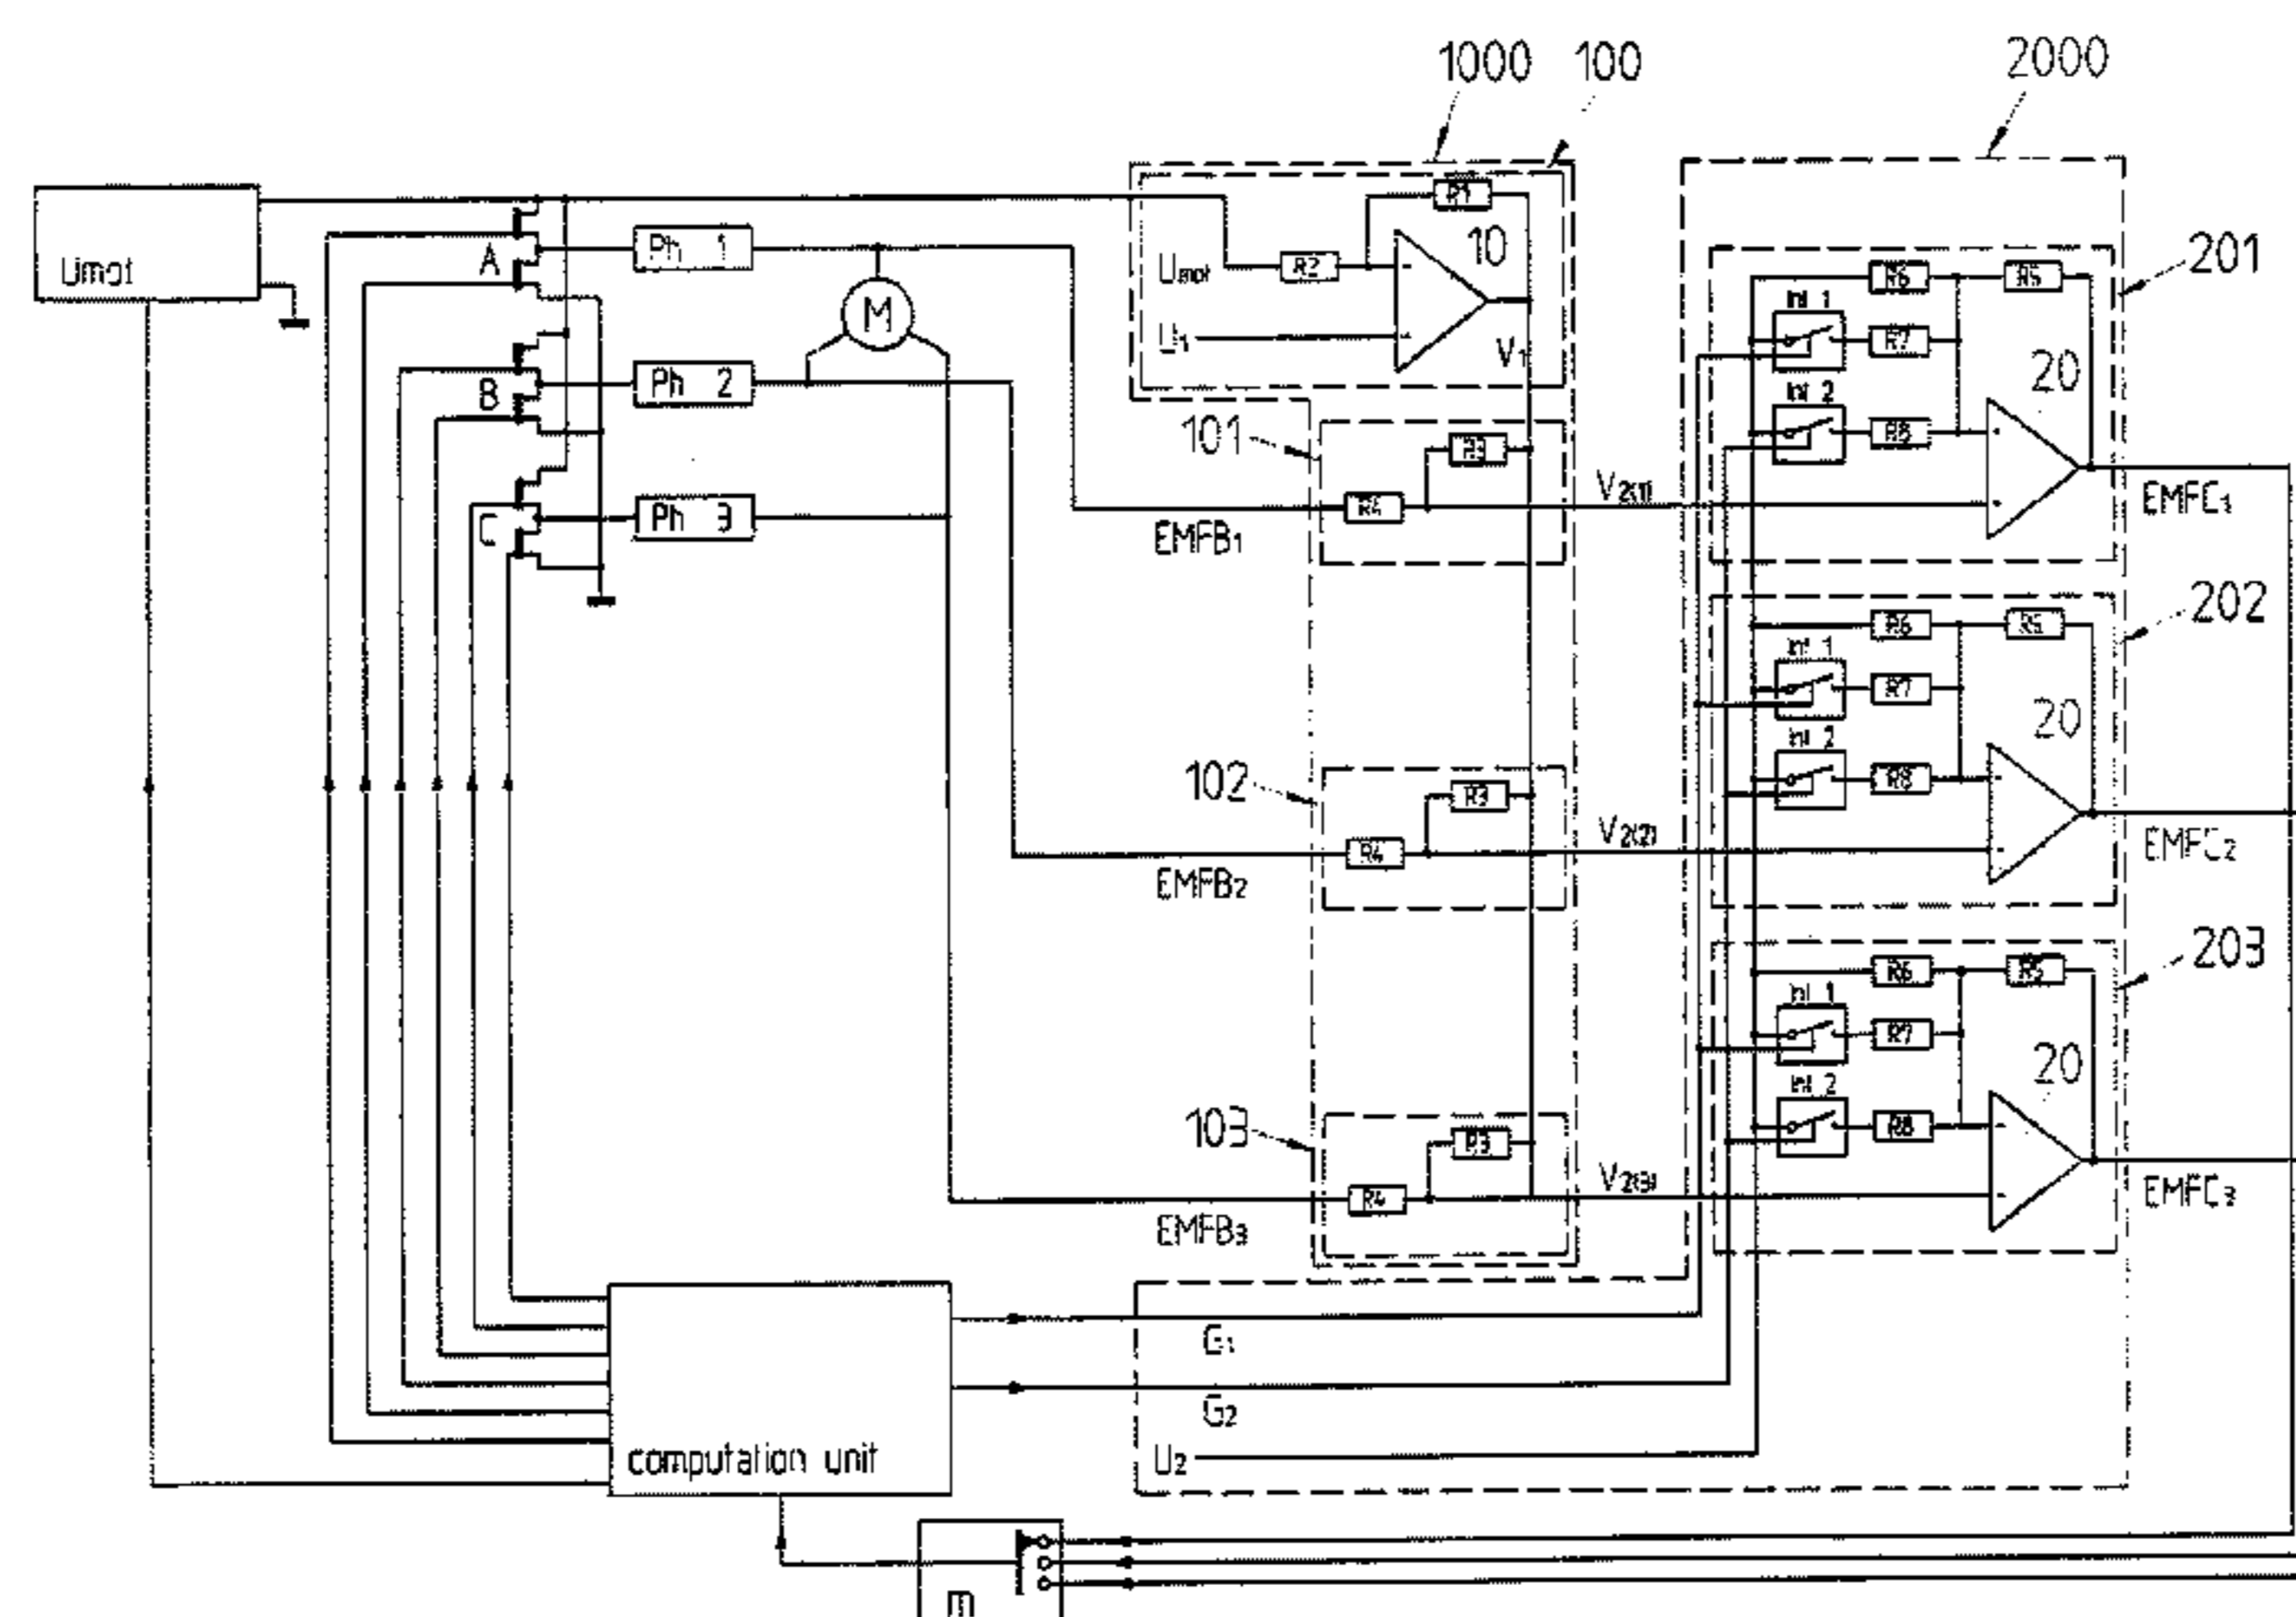 1000
100
2000
Umot
A
Ph 1
M
B
Ph 2
C
Ph 3
R1
Umot
R2
10
U1
V1
101
R3
R4
EMFB1
V2(1)
102
R3
R4
EMFB2
V2(2)
103
R3
R4
EMFB3
V2(3)
201
R6
R5
Int 1
R7
20
Int 2
R8
EMFC1
202
R6
R5
Int 1
R7
20
Int 2
R8
EMFC2
203
R6
R5
Int 1
R7
20
Int 2
R8
EMFC3
G1
G2
U2
computation unit
m